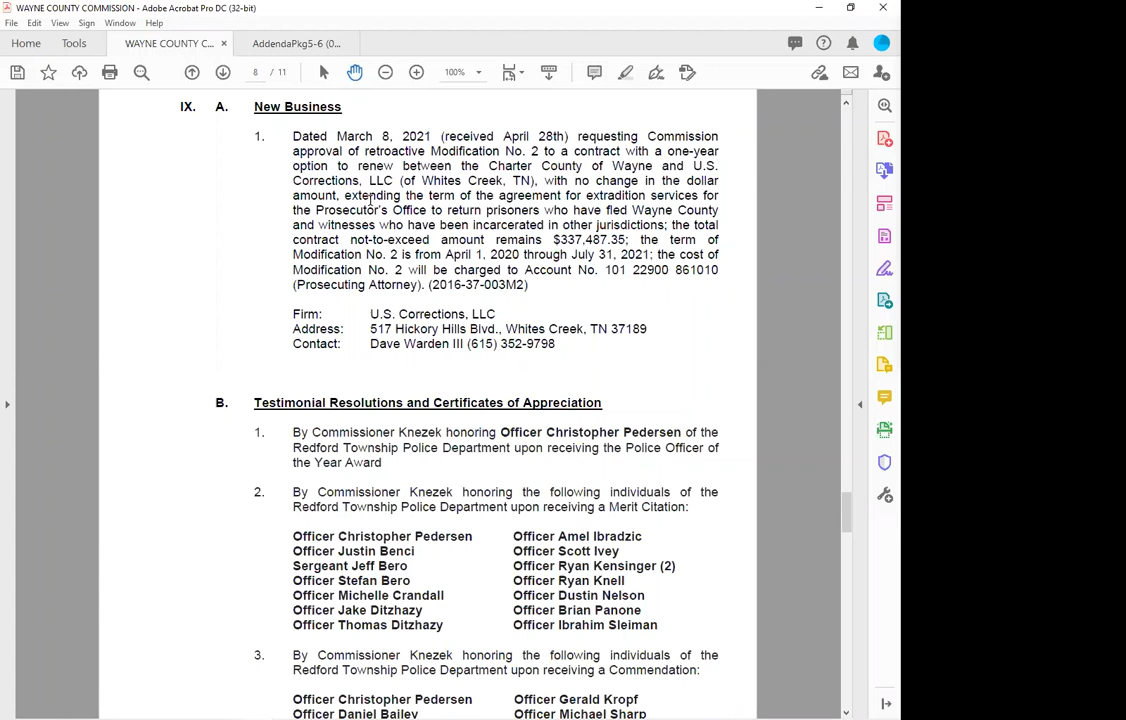 WAYNE COUNTY COMMISSION - Adobe Acrobat Pro DC (32-bit)
File Edit View Sign Window Help
Home Tools WAYNE COUNTY C... × AddendaPkg5-6 (0...
8 / 11 100%
IX. A. New Business
1. Dated March 8, 2021 (received April 28th) requesting Commission
approval of retroactive Modification No. 2 to a contract with a one-year
option to renew between the Charter County of Wayne and U.S.
Corrections, LLC (of Whites Creek, TN), with no change in the dollar
amount, extending the term of the agreement for extradition services for
the Prosecutor's Office to return prisoners who have fled Wayne County
and witnesses who have been incarcerated in other jurisdictions; the total
contract not-to-exceed amount remains $337,487.35; the term of
Modification No. 2 is from April 1, 2020 through July 31, 2021; the cost of
Modification No. 2 will be charged to Account No. 101 22900 861010
(Prosecuting Attorney). (2016-37-003M2)
Firm: U.S. Corrections, LLC
Address: 517 Hickory Hills Blvd., Whites Creek, TN 37189
Contact: Dave Warden III (615) 352-9798
B. Testimonial Resolutions and Certificates of Appreciation
1. By Commissioner Knezek honoring Officer Christopher Pedersen of the
Redford Township Police Department upon receiving the Police Officer of
the Year Award
2. By Commissioner Knezek honoring the following individuals of the
Redford Township Police Department upon receiving a Merit Citation:
Officer Christopher Pedersen Officer Amel Ibradzic
Officer Justin Benci Officer Scott Ivey
Sergeant Jeff Bero Officer Ryan Kensinger (2)
Officer Stefan Bero Officer Ryan Knell
Officer Michelle Crandall Officer Dustin Nelson
Officer Jake Ditzhazy Officer Brian Panone
Officer Thomas Ditzhazy Officer Ibrahim Sleiman
3. By Commissioner Knezek honoring the following individuals of the
Redford Township Police Department upon receiving a Commendation:
Officer Christopher Pedersen Officer Gerald Kropf
Officer Daniel Bailey Officer Michael Sharp